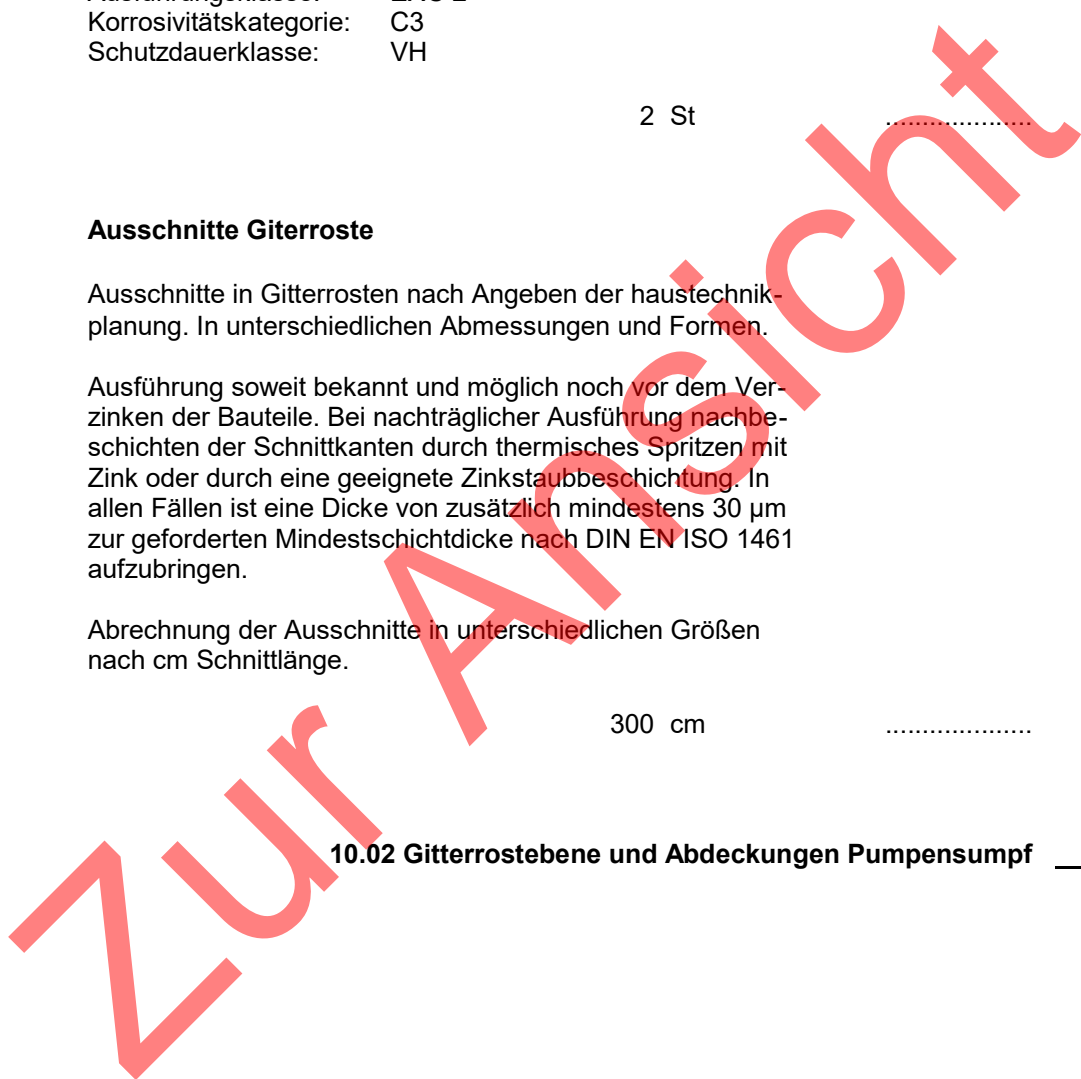 Ausführungsklasse: EXC 2
Korrosivitätskategorie: C3
Schutzdauerklasse: VH
2 St ....................
Ausschnitte Giterroste
Ausschnitte in Gitterrosten nach Angeben der haustechnik-
planung. In unterschiedlichen Abmessungen und Formen.
Ausführung soweit bekannt und möglich noch vor dem Ver-
zinken der Bauteile. Bei nachträglicher Ausführung nachbe-
schichten der Schnittkanten durch thermisches Spritzen mit
Zink oder durch eine geeignete Zinkstaubbeschichtung. In
allen Fällen ist eine Dicke von zusätzlich mindestens 30 µm
zur geforderten Mindestschichtdicke nach DIN EN ISO 1461
aufzubringen.
Abrechnung der Ausschnitte in unterschiedlichen Größen
nach cm Schnittlänge.
300 cm ....................
10.02 Gitterrostebene und Abdeckungen Pumpensumpf
Zur Ansicht